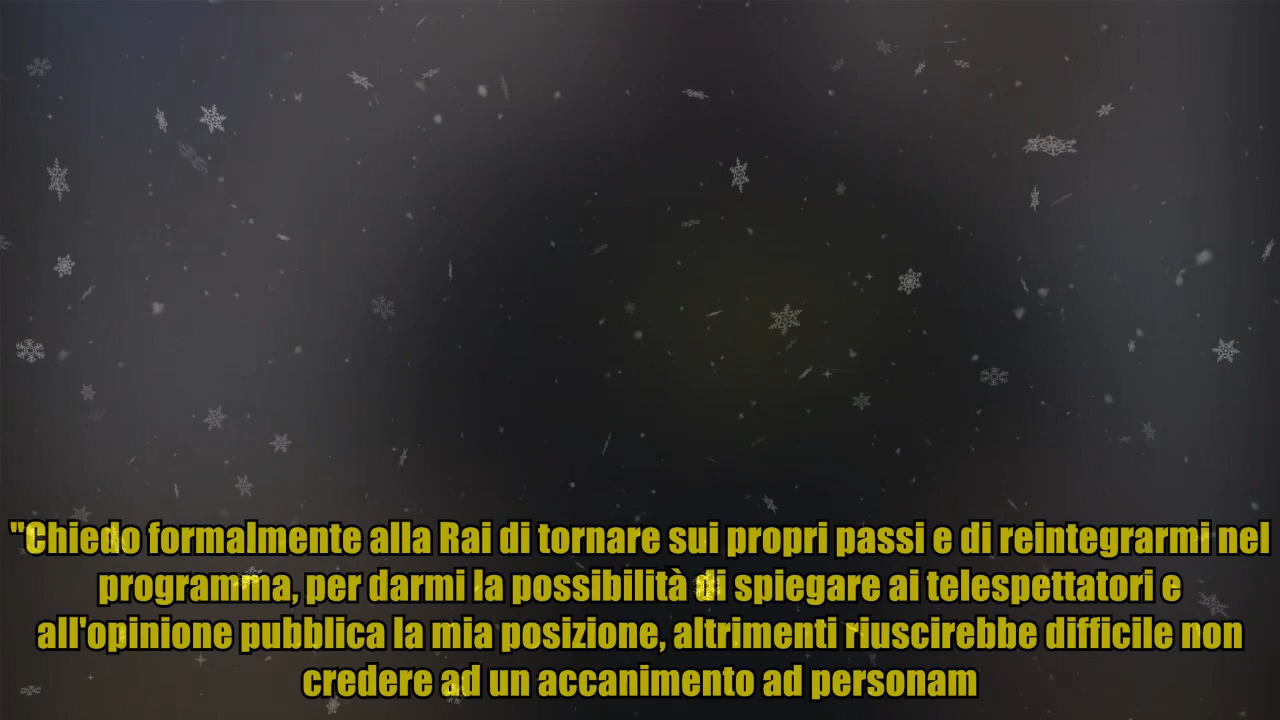 "Chiedo formalmente alla Rai di tornare sui propri passi e di reintegrarmi nel
programma, per darmi la possibilità di spiegare ai telespettatori e
all'opinione pubblica la mia posizione, altrimenti riuscirebbe difficile non
credere ad un accanimento ad personam